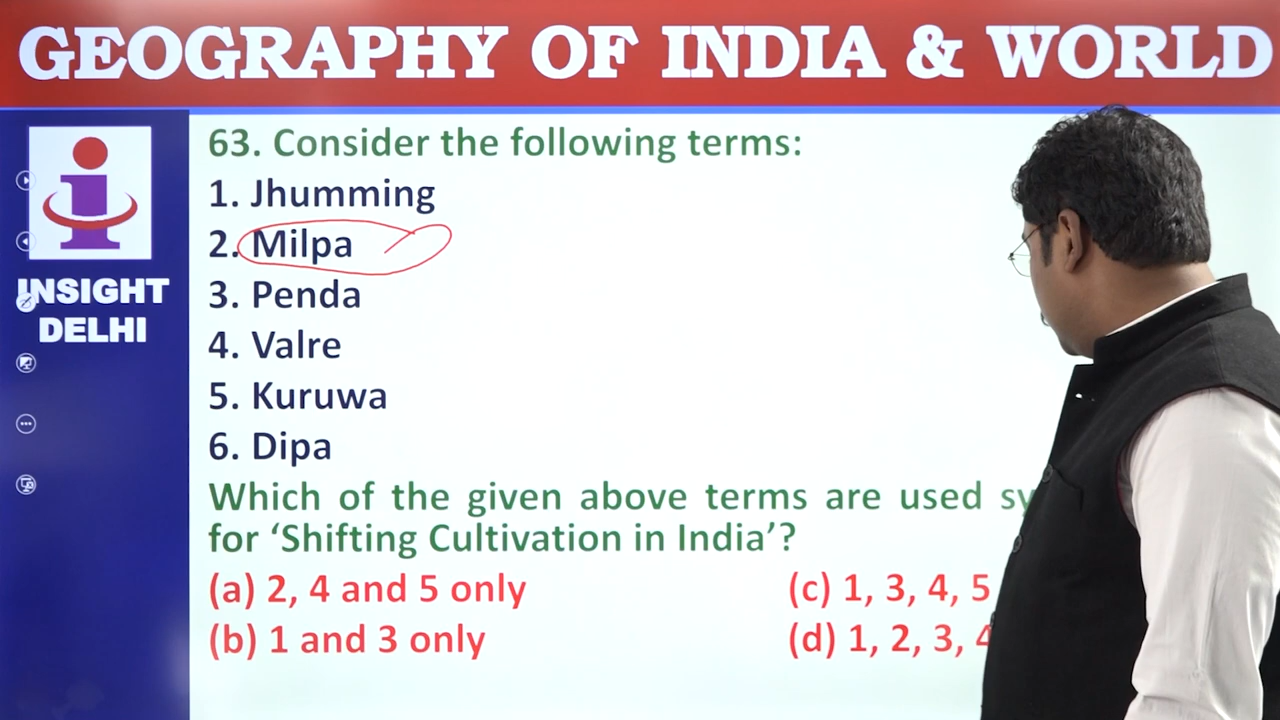 GEOGRAPHY OF INDIA & WORLD
INSIGHT
DELHI
63. Consider the following terms:
1. Jhumming
2. Milpa
3. Penda
4. Valre
5. Kuruwa
6. Dipa
Which of the given above terms are used
for ‘Shifting Cultivation in India’?
(a) 2, 4 and 5 only
(c) 1, 3, 4, 5
(b) 1 and 3 only
(d) 1, 2, 3, 4